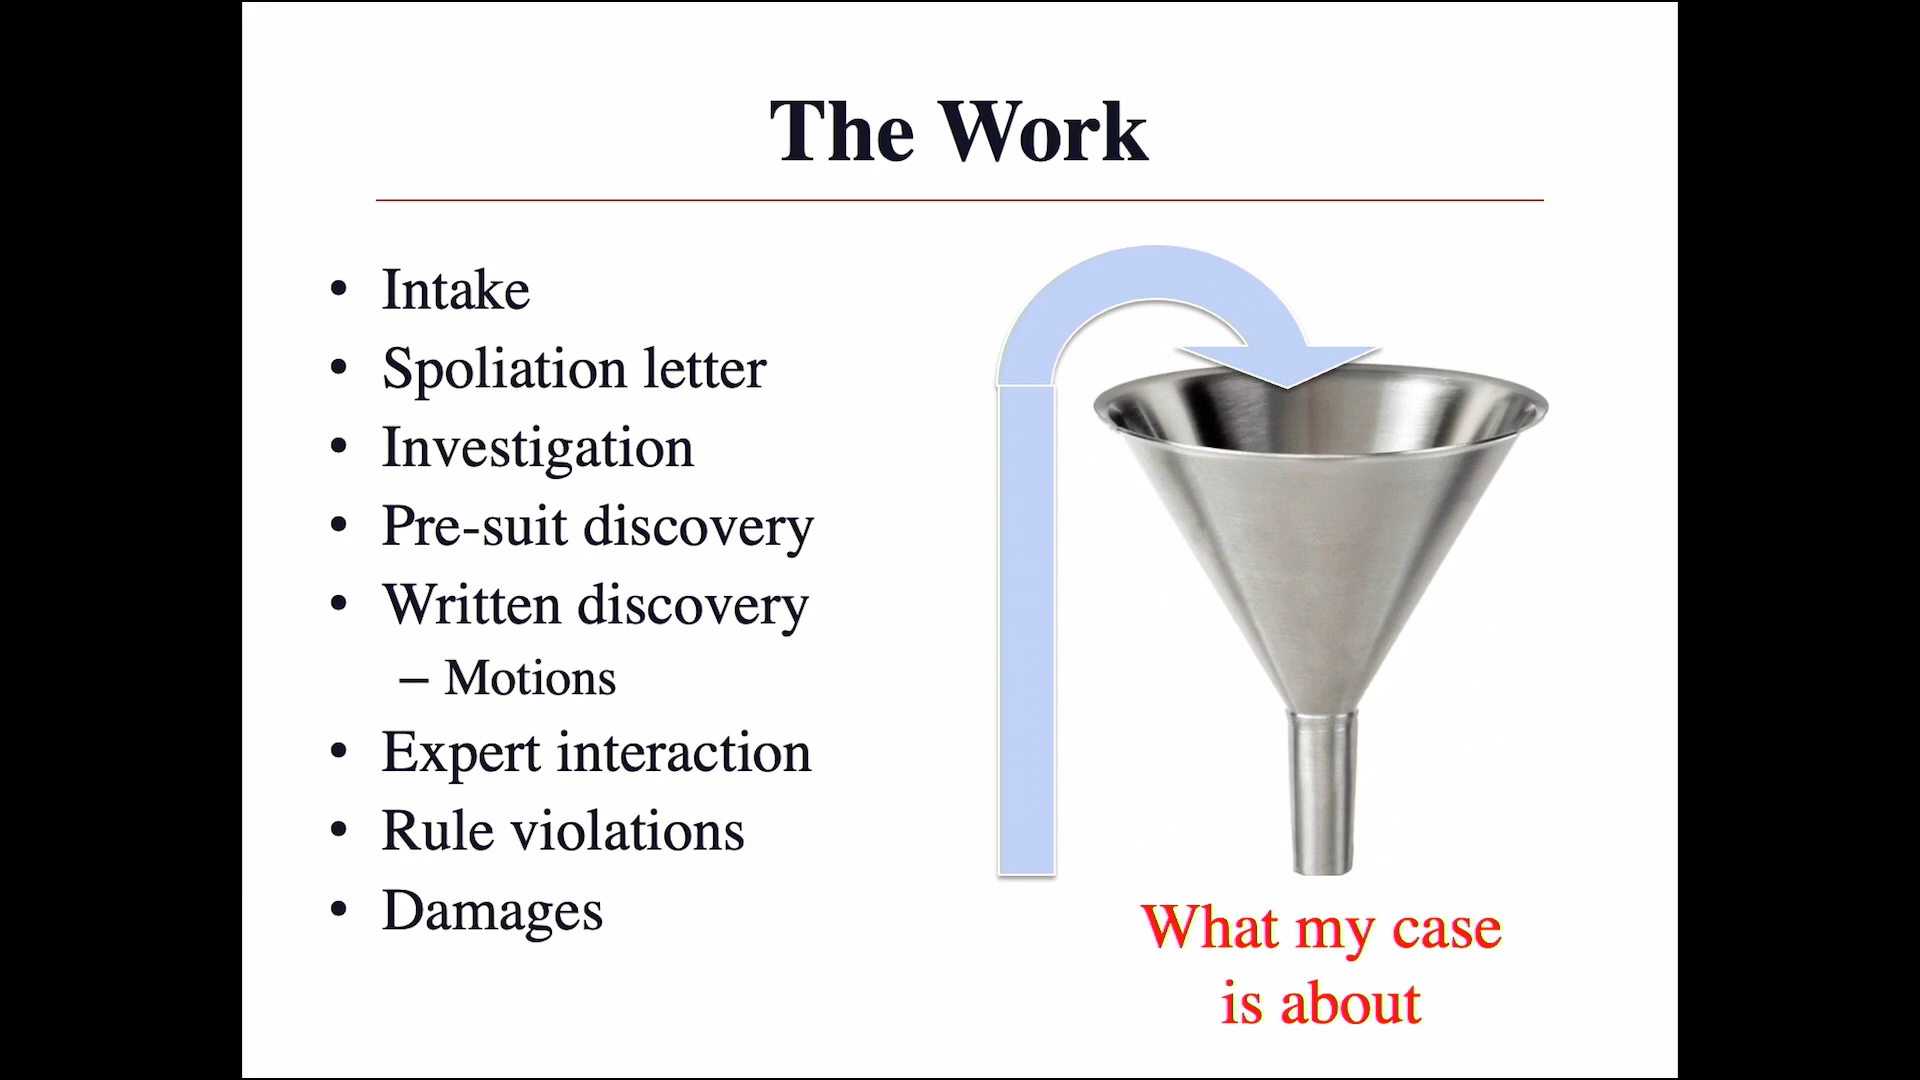 The Work
• Intake
• Spoliation letter
• Investigation
• Pre-suit discovery
• Written discovery
– Motions
• Expert interaction
• Rule violations
• Damages
What my case
is about